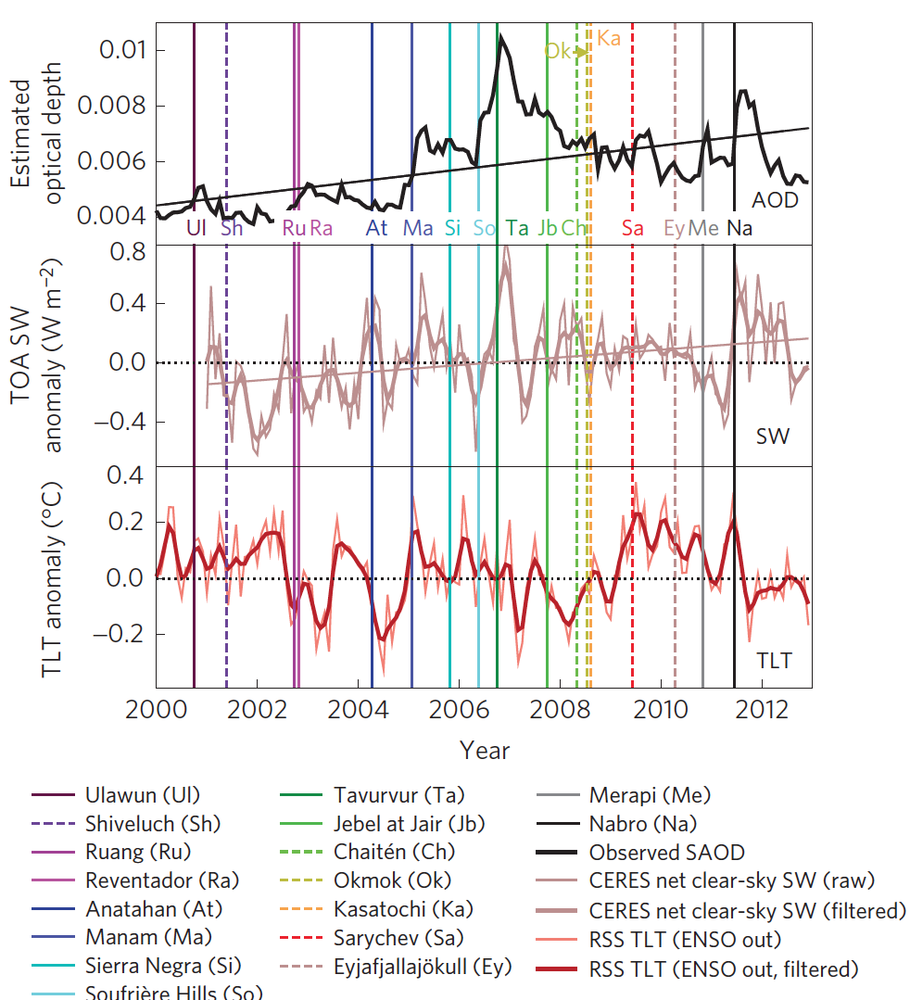 Estimated
optical depth
0.01
0.008
0.006
0.004
Ok
Ka
AOD
Ul
Sh
Ru
Ra
At
Ma
Si
So
Ta
Jb
Ch
Sa
Ey
Me
Na
TOA SW
anomaly (W m−2)
0.8
0.4
0.0
−0.4
SW
TLT anomaly (°C)
0.4
0.2
0.0
−0.2
TLT
2000 2002 2004 2006 2008 2010 2012
Year
Ulawun (Ul)
Shiveluch (Sh)
Ruang (Ru)
Reventador (Ra)
Anatahan (At)
Manam (Ma)
Sierra Negra (Si)
Soufrière Hills (So)
Tavurvur (Ta)
Jebel at Jair (Jb)
Chaitén (Ch)
Okmok (Ok)
Kasatochi (Ka)
Sarychev (Sa)
Eyjafjallajökull (Ey)
Merapi (Me)
Nabro (Na)
Observed SAOD
CERES net clear-sky SW (raw)
CERES net clear-sky SW (filtered)
RSS TLT (ENSO out)
RSS TLT (ENSO out, filtered)